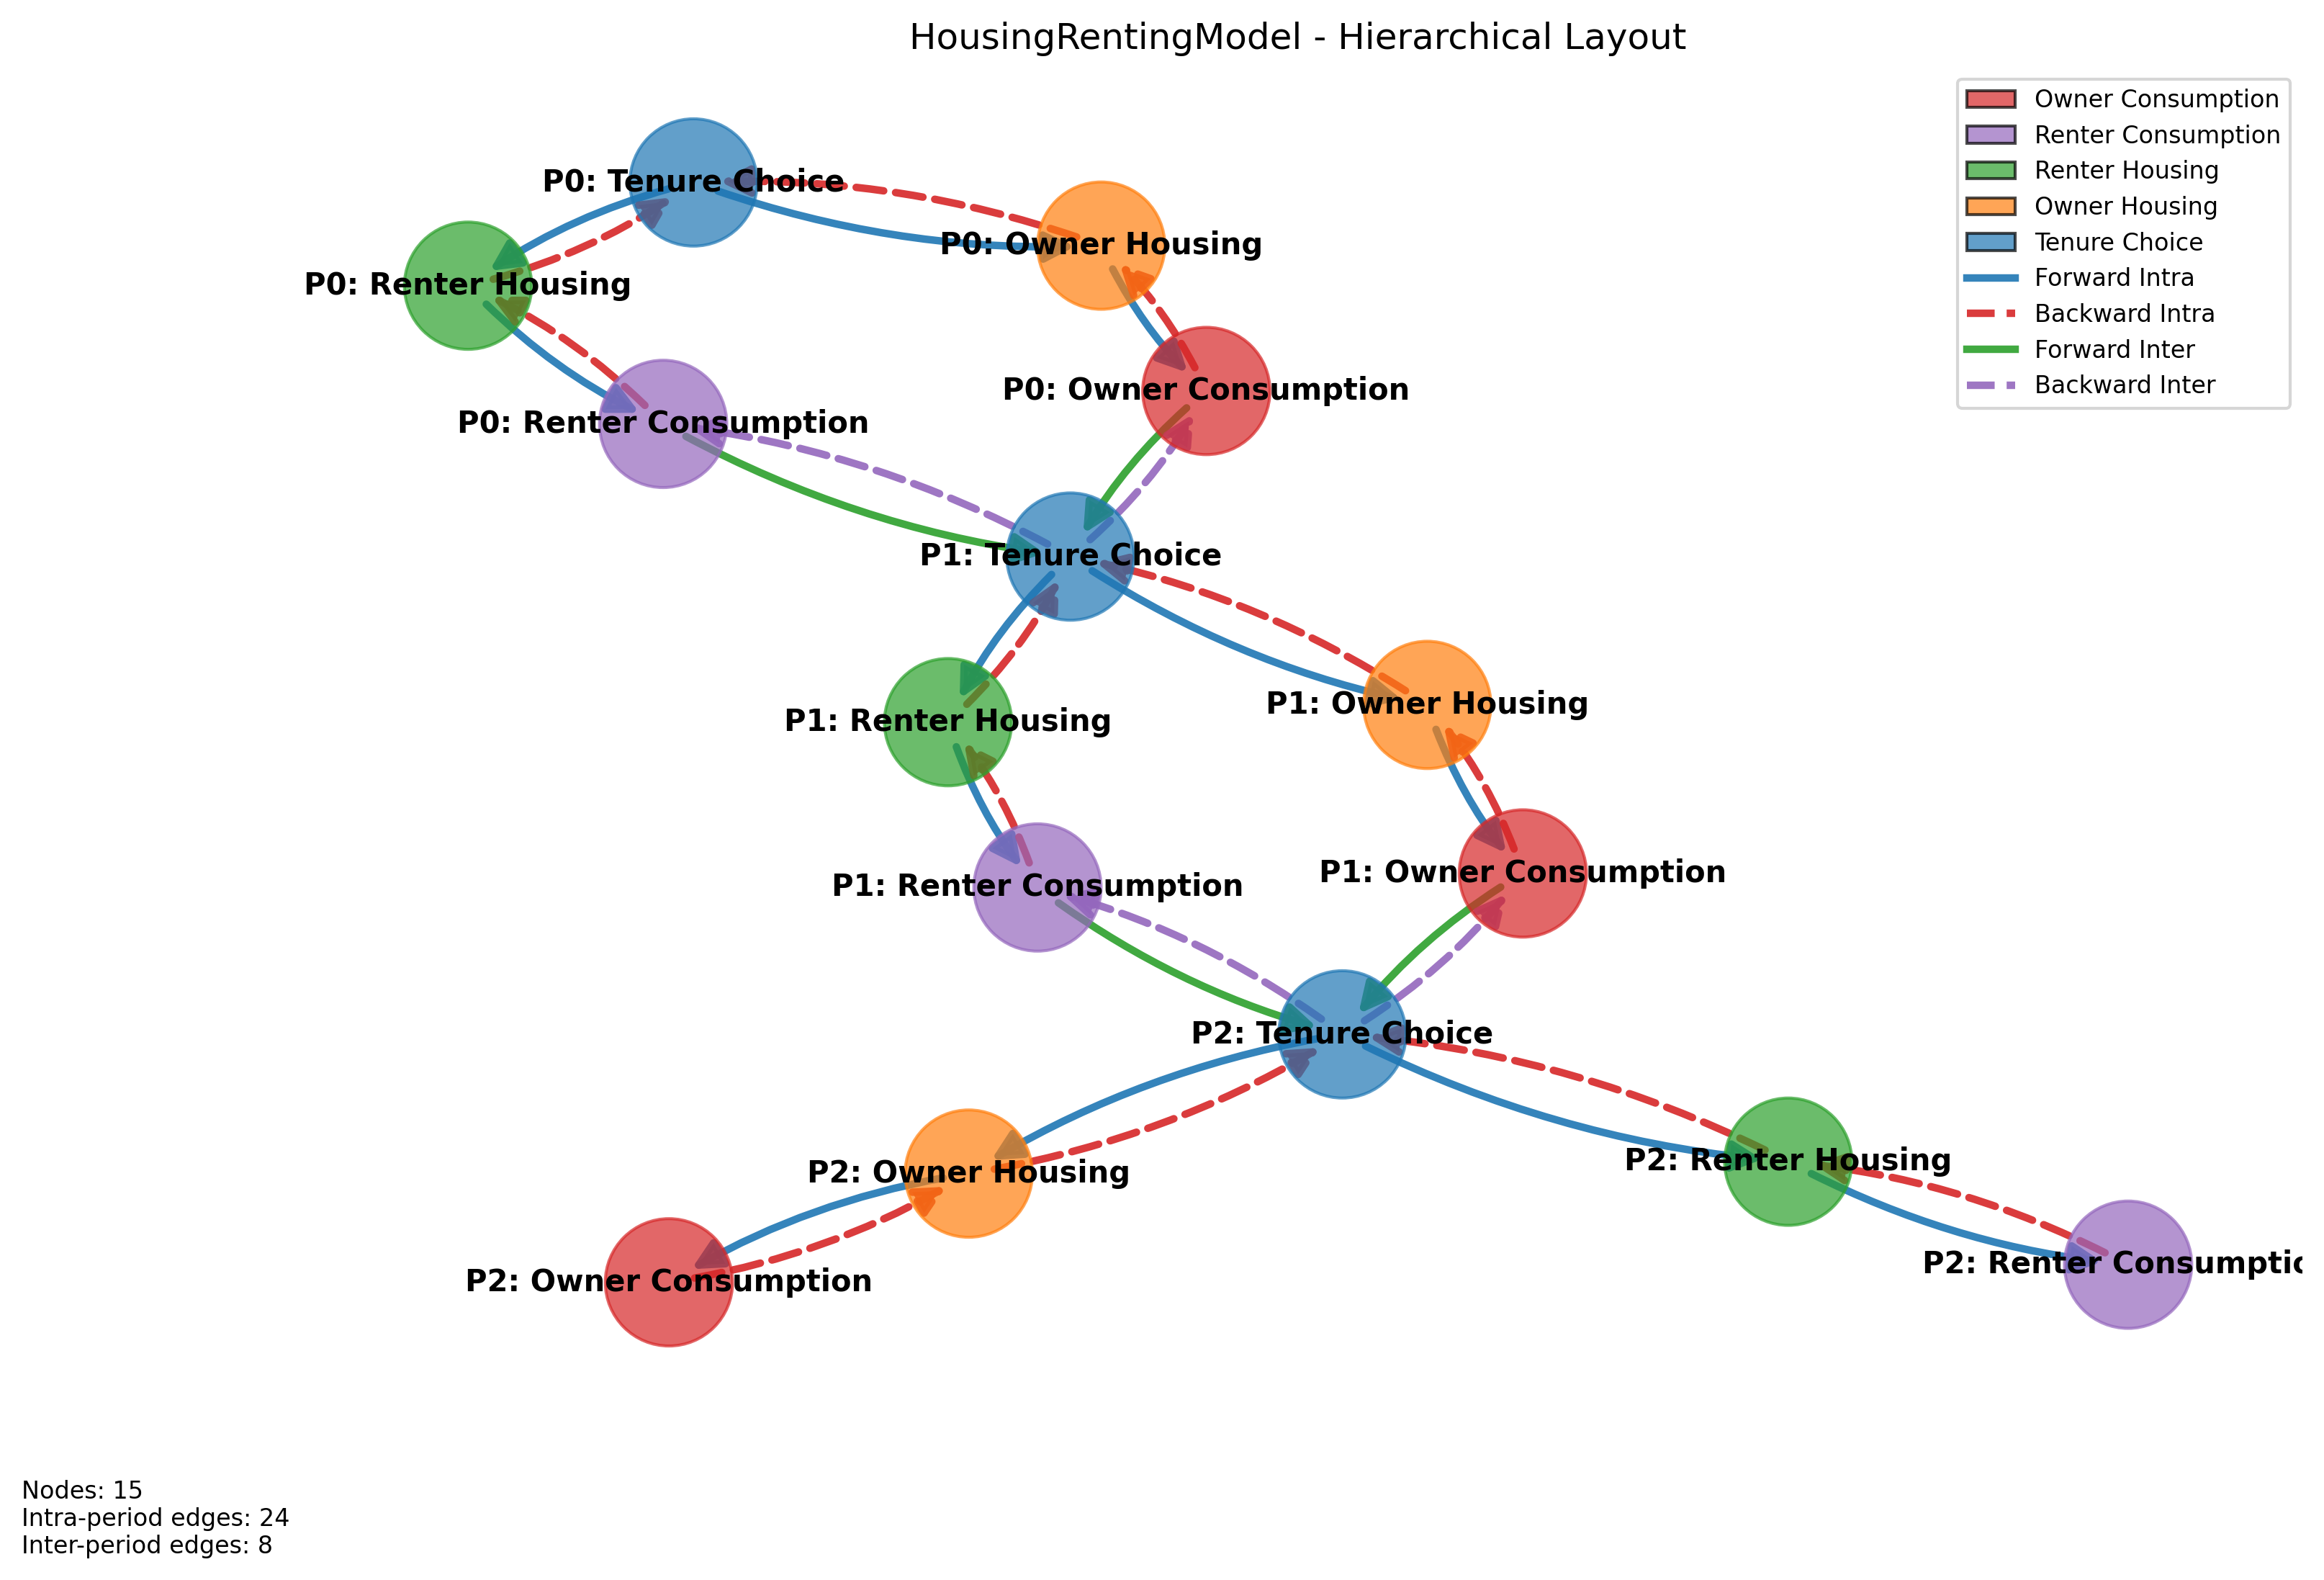 HousingRentingModel - Hierarchical Layout
Owner Consumption
Renter Consumption
Renter Housing
Owner Housing
Tenure Choice
Forward Intra
Backward Intra
Forward Inter
Backward Inter
P0: Tenure Choice
P0: Owner Housing
P0: Renter Housing
P0: Owner Consumption
P0: Renter Consumption
P1: Tenure Choice
P1: Owner Housing
P1: Renter Housing
P1: Owner Consumption
P1: Renter Consumption
P2: Tenure Choice
P2: Renter Housing
P2: Owner Housing
P2: Renter Consumptio
P2: Owner Consumption
Nodes: 15
Intra-period edges: 24
Inter-period edges: 8